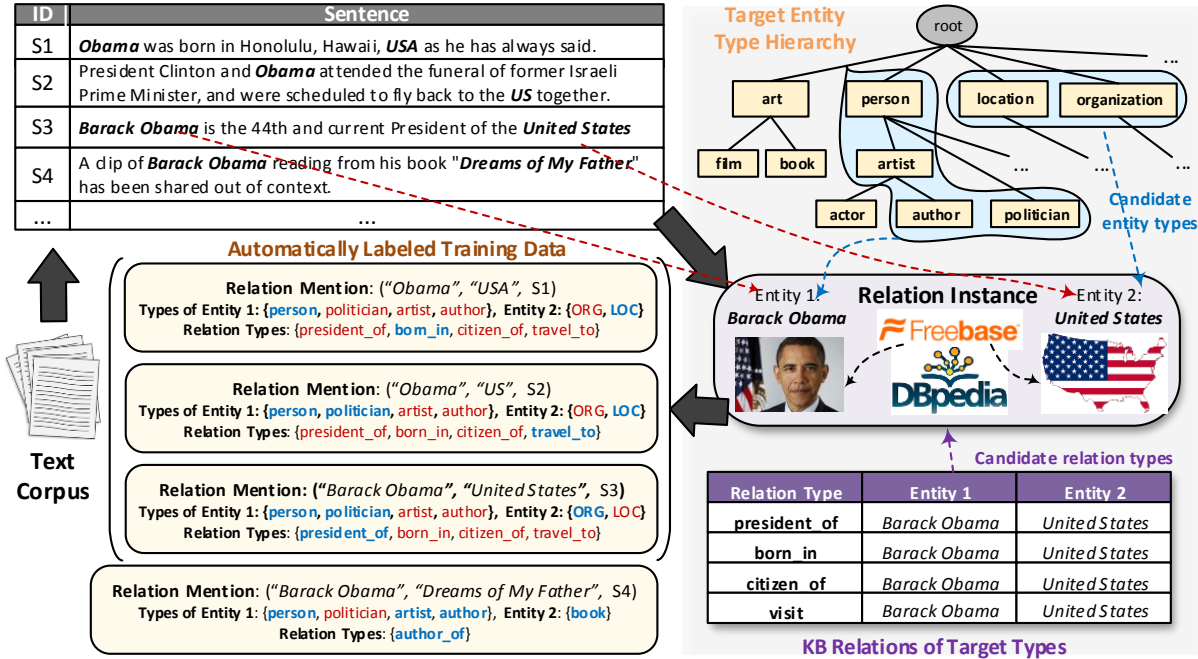 ID Sentence
S1 Obama was born in Honolulu, Hawaii, USA as he has always said.
S2 President Clinton and Obama attended the funeral of former Israeli
Prime Minister, and were scheduled to fly back to the US together.
S3 Barack Obama is the 44th and current President of the United States
S4 A clip of Barack Obama reading from his book "Dreams of My Father"
has been shared out of context.
... ...
Target Entity
Type Hierarchy
root
...
art person location organization
film book artist ... ... ...
actor author politician
Candidate
entity types
Automatically Labeled Training Data
Relation Mention: (“Obama”, “USA”, S1)
Types of Entity 1: {person, politician, artist, author}, Entity 2: {ORG, LOC}
Relation Types: {president_of, born_in, citizen_of, travel_to}
Relation Mention: (“Obama”, “US”, S2)
Types of Entity 1: {person, politician, artist, author}, Entity 2: {ORG, LOC}
Relation Types: {president_of, born_in, citizen_of, travel_to}
Relation Mention: (“Barack Obama”, “United States”, S3)
Types of Entity 1: {person, politician, artist, author}, Entity 2: {ORG, LOC}
Relation Types: {president_of, born_in, citizen_of, travel_to}
Relation Mention: (“Barack Obama”, “Dreams of My Father”, S4)
Types of Entity 1: {person, politician, artist, author}, Entity 2: {book}
Relation Types: {author_of}
Text
Corpus
Entity 1: Relation Instance Entity 2:
Barack Obama United States
Freebase
DBpedia
Candidate relation types
Relation Type Entity 1 Entity 2
president_of Barack Obama United States
born_in Barack Obama United States
citizen_of Barack Obama United States
visit Barack Obama United States
KB Relations of Target Types